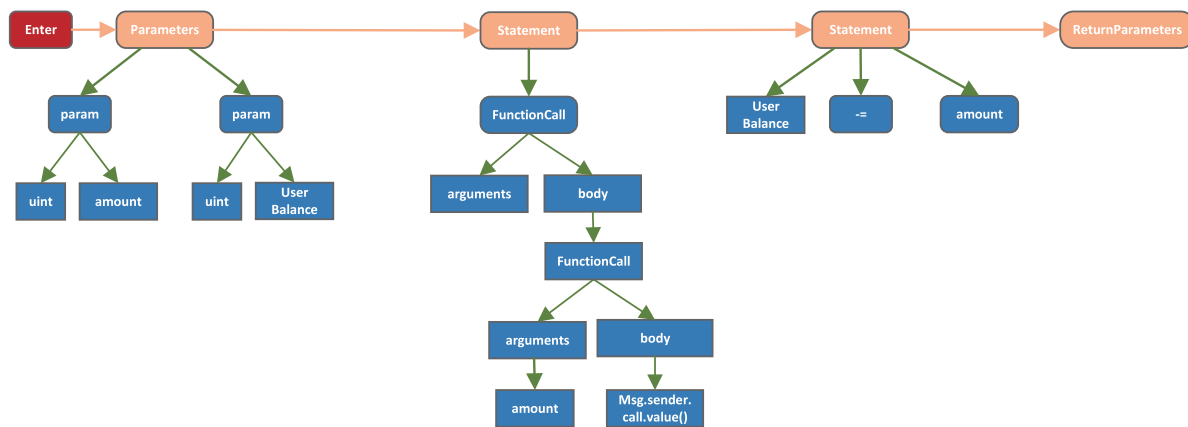 Enter
Parameters
Statement
Statement
ReturnParameters
param
param
FunctionCall
User
Balance
-=
amount
uint
amount
uint
User
Balance
arguments
body
FunctionCall
arguments
body
amount
Msg.sender.
call.value()